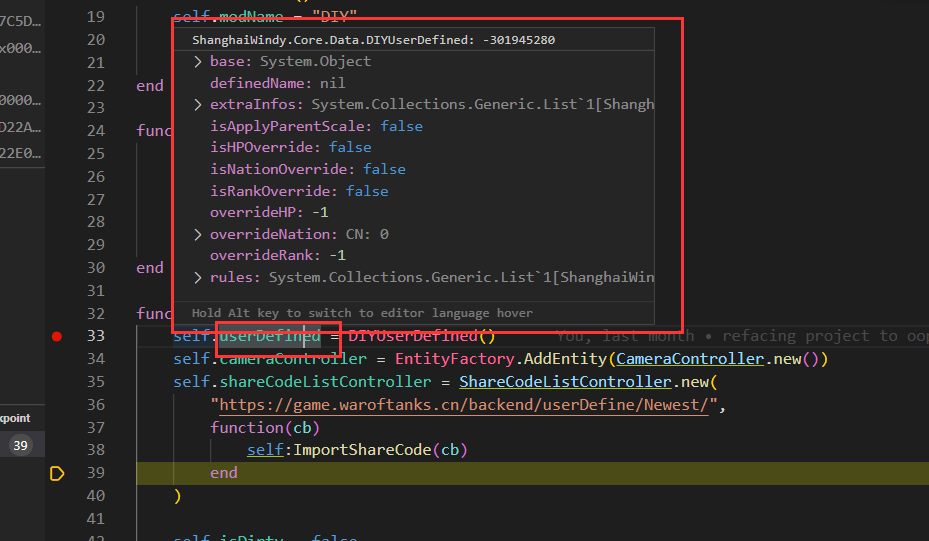 7C5D...
x000...
0000...
D22A...
22E0...
xpoint
39
19 self.modName = "DIY"
20
21
22 end
23
24 func
25
26
27
28
29
30 end
31
32 func
ShanghaiWindy.Core.Data.DIYUserDefined: -301945280
base: System.Object
definedName: nil
extraInfos: System.Collections.Generic.List`1[Shangh
isApplyParentScale: false
isHPOverride: false
isNationOverride: false
isRankOverride: false
overrideHP: -1
overrideNation: CN: 0
overrideRank: -1
rules: System.Collections.Generic.List`1[ShanghaiWin
Hold Alt key to switch to editor language hover
33 self.userDefined = DIYUserDefined() You, last month • refacing project to oop
34 self.cameraController = EntityFactory.AddEntity(CameraController.new())
35 self.shareCodeListController = ShareCodeListController.new(
36 "https://game.waroftanks.cn/backend/userDefine/Newest/",
37 function(cb)
38 self:ImportShareCode(cb)
39 end
40 )
41
42 self.isDirty = false